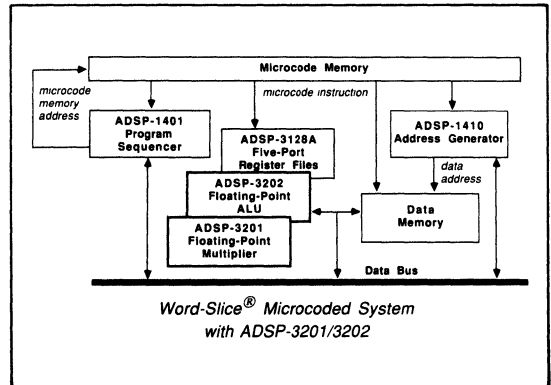 Microcode Memory
microcode
memory
address
microcode instruction
ADSP-1401
Program
Sequencer
ADSP-3128A
Five-Port
Register Files
ADSP-1410
Address Generator
data
address
ADSP-3202
Floating-Point
ALU
Data
Memory
ADSP-3201
Floating-Point
Multiplier
Data Bus
Word-Slice® Microcoded System
with ADSP-3201/3202